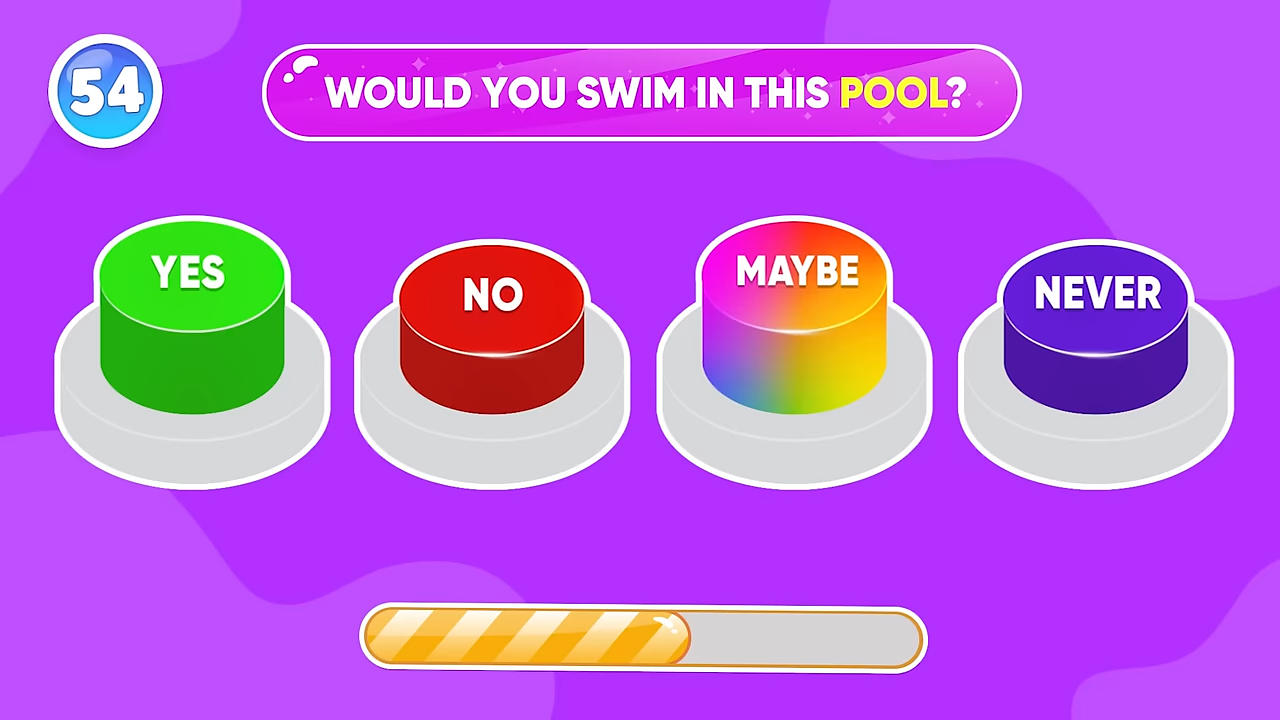 54
WOULD YOU SWIM IN THIS POOL?
YES
NO
MAYBE
NEVER